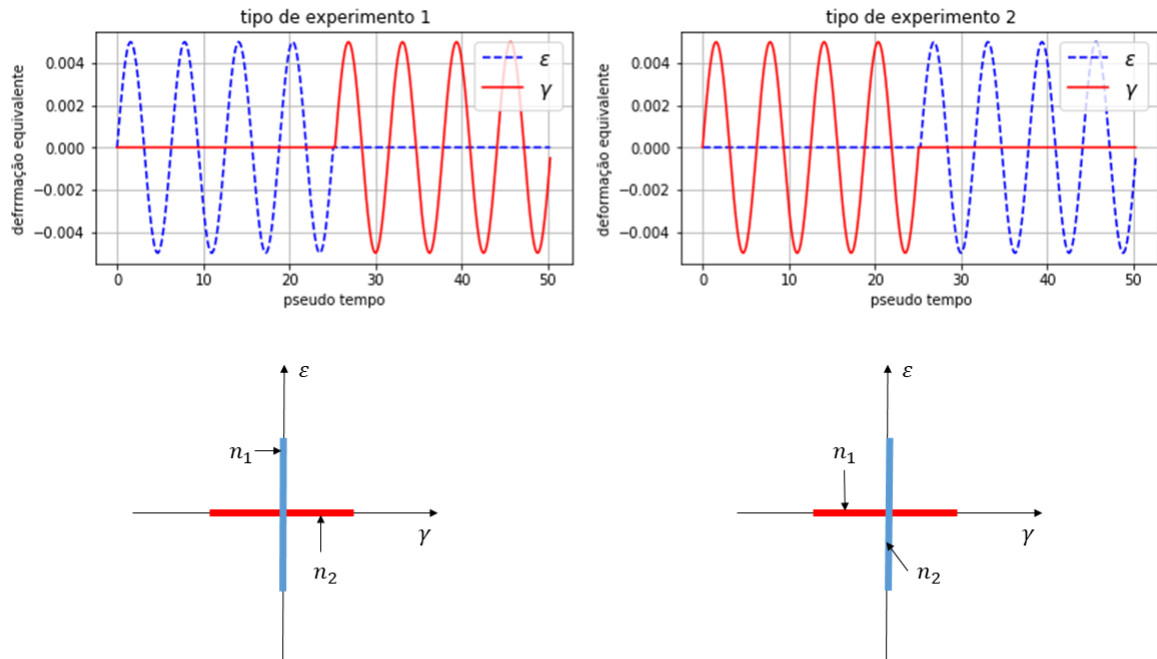 tipo de experimento 1
defrmação equivalente
0.004
0.002
0.000
−0.002
−0.004
ε
γ
0
10
20
30
40
50
pseudo tempo
tipo de experimento 2
deformação equivalente
0.004
0.002
0.000
−0.002
−0.004
ε
γ
0
10
20
30
40
50
pseudo tempo
ε
n₁
γ
n₂
ε
n₁
γ
n₂